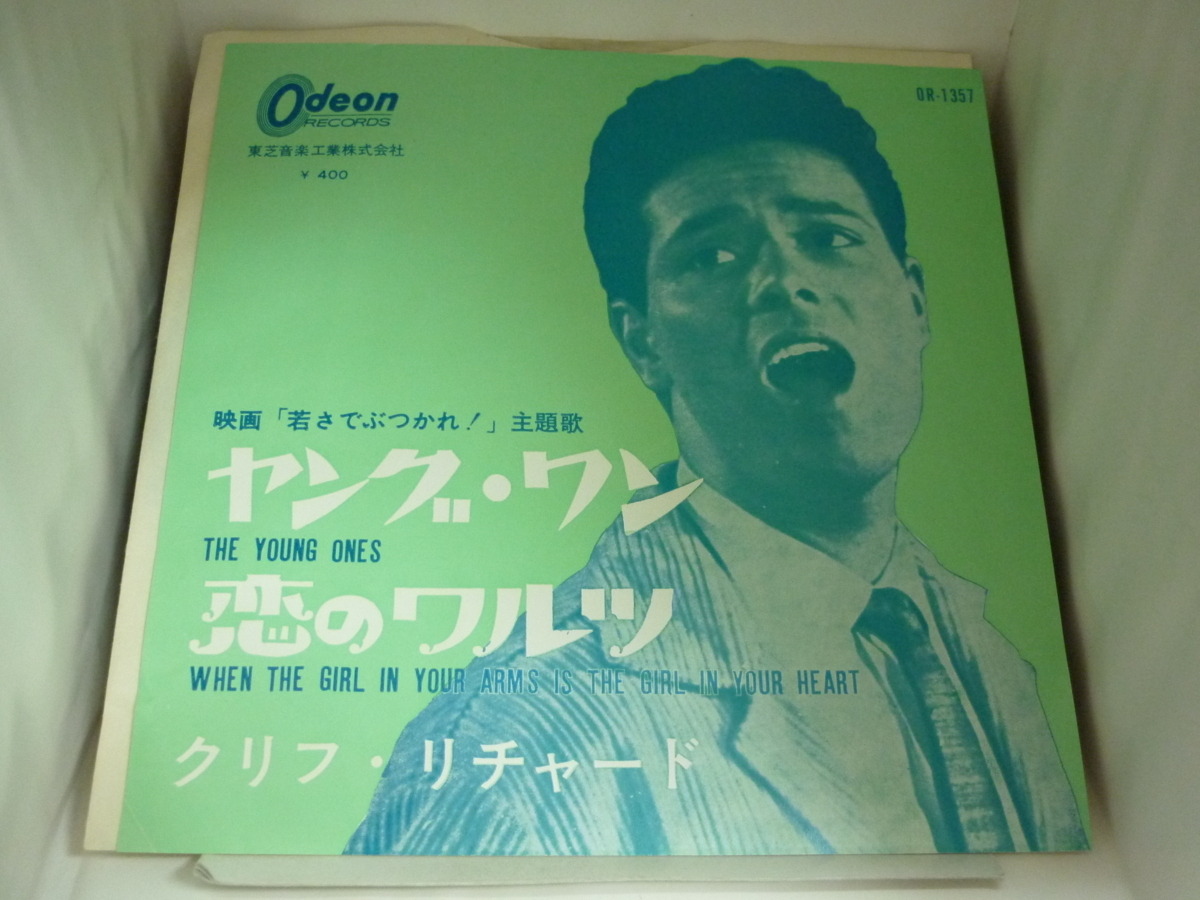 Odeon
RECORDS
東芝音楽工業株式会社
¥ 400
OR-1357
映画「若さでぶつかれ!」主題歌
ヤング・ワン
THE YOUNG ONES
恋のワルツ
WHEN THE GIRL IN YOUR ARMS IS THE GIRL IN YOUR HEART
クリフ・リチャード